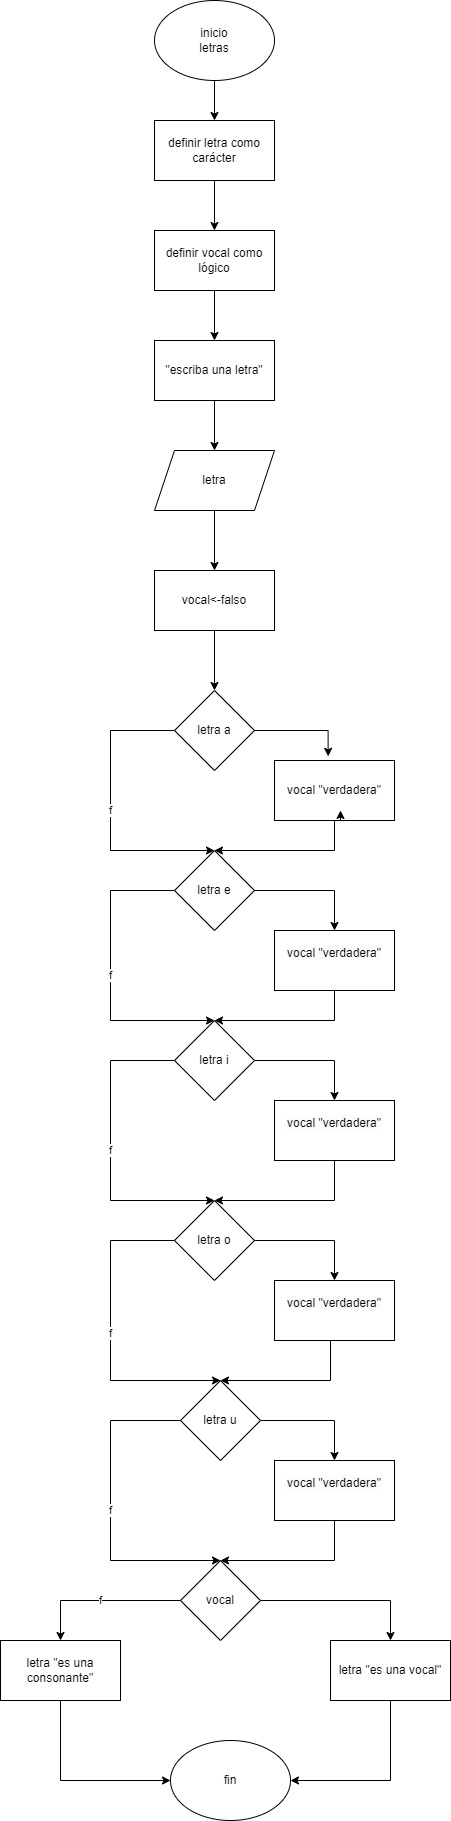 inicio
letras
definir letra como
carácter
definir vocal como
lógico
"escriba una letra"
letra
vocal<-falso
letra a
vocal "verdadera"
f
letra e
vocal "verdadera"
f
letra i
vocal "verdadera"
f
letra o
vocal "verdadera"
f
letra u
vocal "verdadera"
f
vocal
f
letra "es una
consonante"
letra "es una vocal"
fin